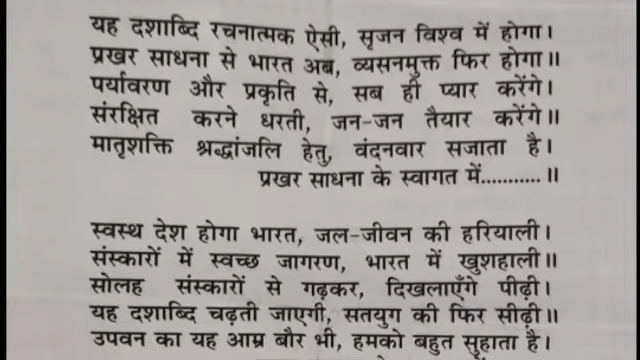 यह दशाब्दि रचनात्मक ऐसी, सृजन विश्व में होगा।
प्रखर साधना से भारत अब, व्यसनमुक्त फिर होगा॥
पर्यावरण और प्रकृति से, सब ही प्यार करेंगे।
संरक्षित करने धरती, जन-जन तैयार करेंगे॥
मातृशक्ति श्रद्धांजलि हेतु, वंदनवार सजाता है।
प्रखर साधना के स्वागत में...........॥
स्वस्थ देश होगा भारत, जल-जीवन की हरियाली।
संस्कारों में स्वच्छ जागरण, भारत में खुशहाली॥
सोलह संस्कारों से गढ़कर, दिखलाएँगे पीढ़ी।
यह दशाब्दि चढ़ती जाएगी, सतयुग की फिर सीढ़ी॥
उपवन का यह आम्र बौर भी, हमको बहुत सुहाता है।